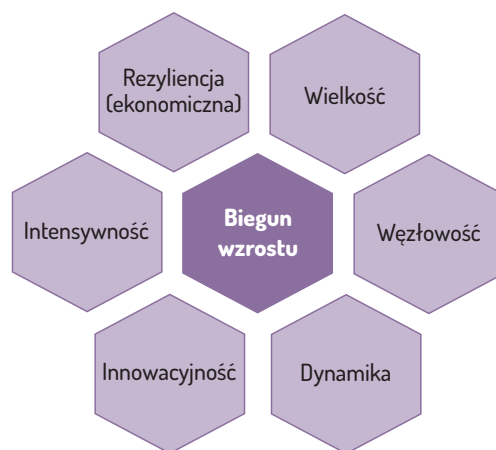 Rezyliencja
(ekonomiczna)
Wielkość
Intensywność
Biegun
wzrostu
Węzłowość
Innowacyjność
Dynamika